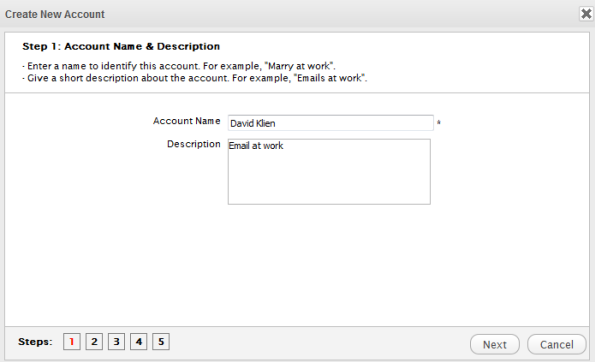 Create New Account
Step 1: Account Name & Description
- Enter a name to identify this account. For example, "Marry at work".
- Give a short description about the account. For example, "Emails at work".
Account Name David Klien *
Description Email at work
Steps: 1 2 3 4 5 Next Cancel